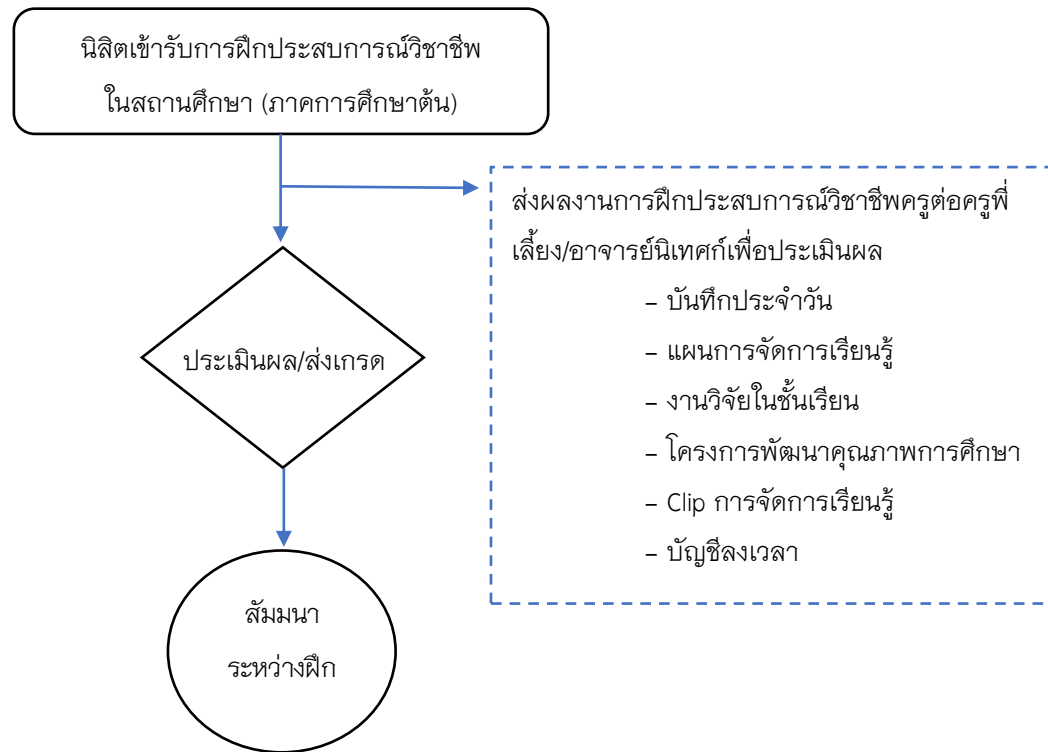 นิสิตเข้ารับการฝึกประสบการณ์วิชาชีพ
ในสถานศึกษา (ภาคการศึกษาต้น)
ส่งผลงานการฝึกประสบการณ์วิชาชีพครูต่อครูพี่
เลี้ยง/อาจารย์นิเทศก์เพื่อประเมินผล
– บันทึกประจำวัน
– แผนการจัดการเรียนรู้
– งานวิจัยในชั้นเรียน
– โครงการพัฒนาคุณภาพการศึกษา
– Clip การจัดการเรียนรู้
– บัญชีลงเวลา
ประเมินผล/ส่งเกรด
สัมมนา
ระหว่างฝึก